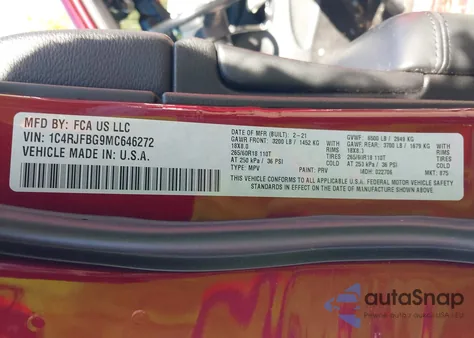 MFD BY: FCA US LLC
VIN: 1C4RJFBG9MC646272
VEHICLE MADE IN: U.S.A.
DATE OF MFR (BUILT): 2-21
GAWR FRONT: 3200 LB / 1452 KG
WITH TIRES
18X8.0 RIMS
265/60R18 110T
AT 250 kPa / 36 PSI
GVWR: 6500 LB / 2949 KG
GAWR REAR: 3700 LB / 1678 KG
WITH TIRES
18X8.0 RIMS
265/60R18 110T
AT 250 kPa / 36 PSI
THIS VEHICLE CONFORMS TO ALL APPLICABLE U.S.A. FEDERAL MOTOR VEHICLE SAFETY
STANDARDS IN EFFECT ON THE DATE OF MANUFACTURE SHOWN ABOVE.
TYPE: MPV PAINT: PRV MDH: 022706 MKT: 875
autoSnap